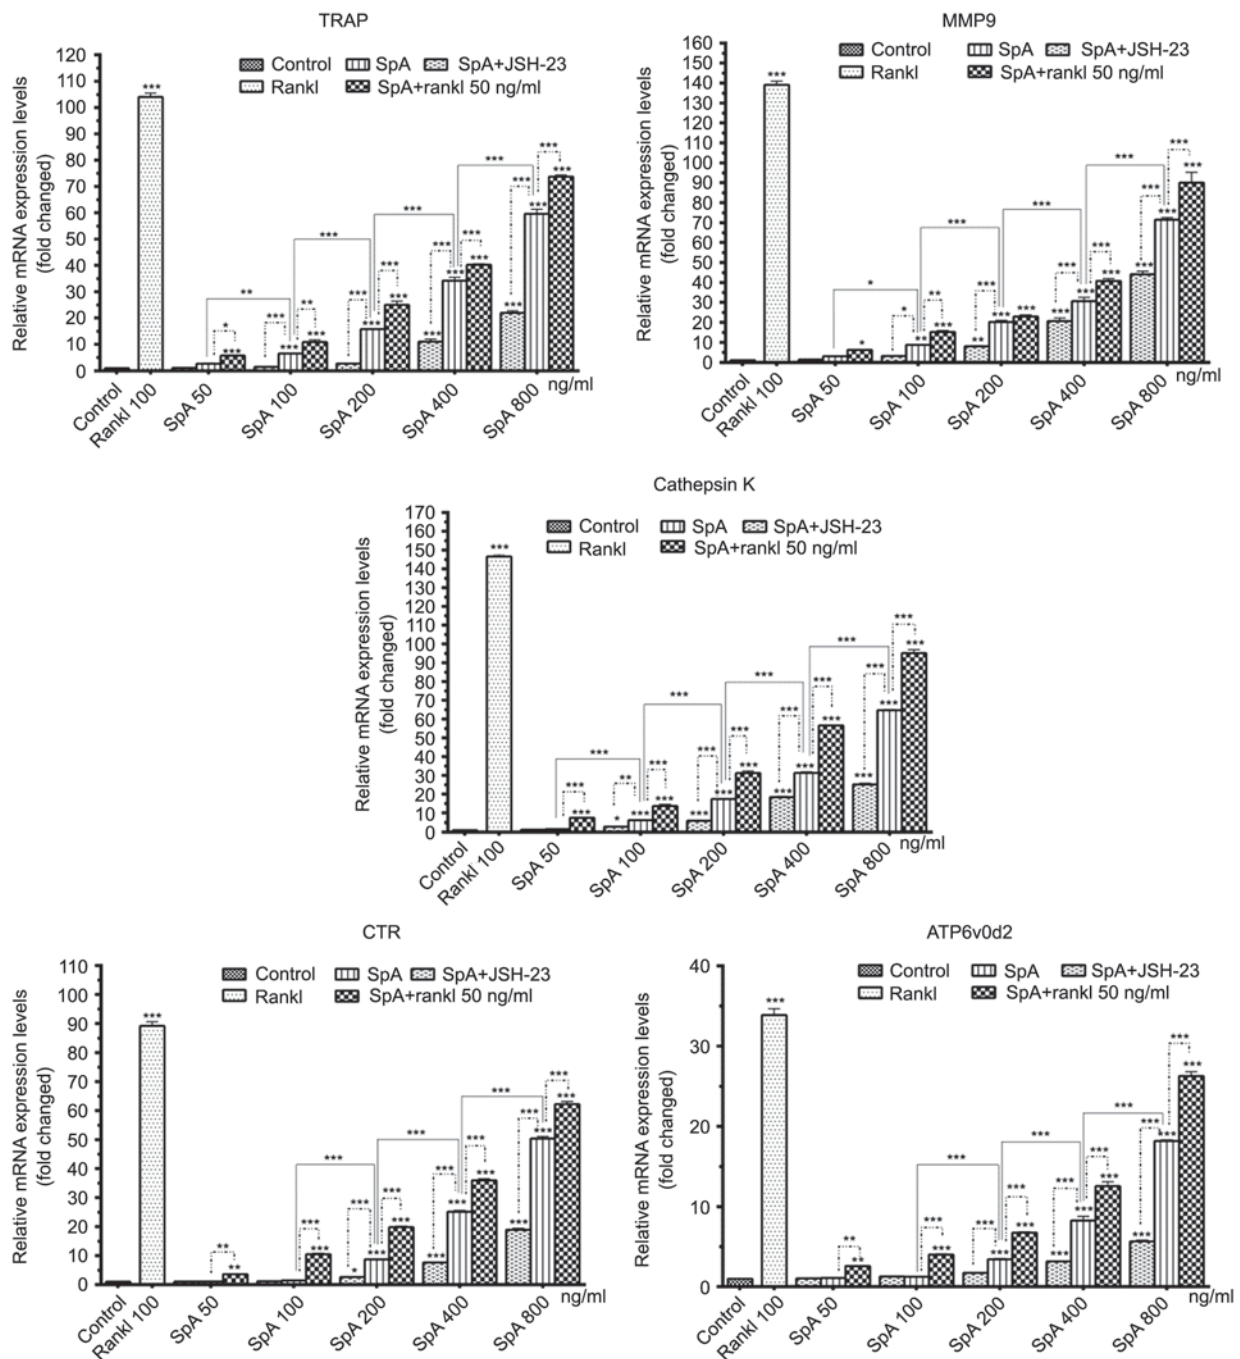 TRAP
Relative mRNA expression levels
(fold changed)
Control SpA SpA+JSH-23
Rankl SpA+rankl 50 ng/ml
120
110
100
90
80
70
60
50
40
30
20
10
0
*** ** *** *** *** * *** *** *** ** *** *** *** *** *** *** *** *** *** *** *** *** *** *** ***
Control Rankl 100 SpA 50 SpA 100 SpA 200 SpA 400 SpA 800 ng/ml
MMP9
Relative mRNA expression levels
(fold changed)
Control SpA SpA+JSH-23
Rankl SpA+rankl 50 ng/ml
160
150
140
130
120
110
100
90
80
70
60
50
40
30
20
10
0
*** * *** *** *** * * ** ** *** *** ** *** *** *** *** *** *** *** *** *** *** *** *** ***
Control Rankl 100 SpA 50 SpA 100 SpA 200 SpA 400 SpA 800 ng/ml
Cathepsin K
Relative mRNA expression levels
(fold changed)
Control SpA SpA+JSH-23
Rankl SpA+rankl 50 ng/ml
170
160
150
140
130
120
110
100
90
80
70
60
50
40
30
20
10
0
*** *** *** *** *** *** *** * ** *** *** *** *** *** *** *** *** *** *** *** *** *** *** *** *** *** ***
Control Rankl 100 SpA 50 SpA 100 SpA 200 SpA 400 SpA 800 ng/ml
CTR
Relative mRNA expression levels
(fold changed)
Control SpA SpA+JSH-23
Rankl SpA+rankl 50 ng/ml
110
100
90
80
70
60
50
40
30
20
10
0
*** *** *** *** ** ** *** *** * *** *** *** *** *** *** *** *** *** *** *** *** *** *** ***
Control Rankl 100 SpA 50 SpA 100 SpA 200 SpA 400 SpA 800 ng/ml
ATP6v0d2
Relative mRNA expression levels
(fold changed)
Control SpA SpA+JSH-23
Rankl SpA+rankl 50 ng/ml
40
30
20
10
0
*** *** *** *** ** ** *** *** *** *** *** *** *** *** *** *** *** *** *** *** *** ***
Control Rankl 100 SpA 50 SpA 100 SpA 200 SpA 400 SpA 800 ng/ml